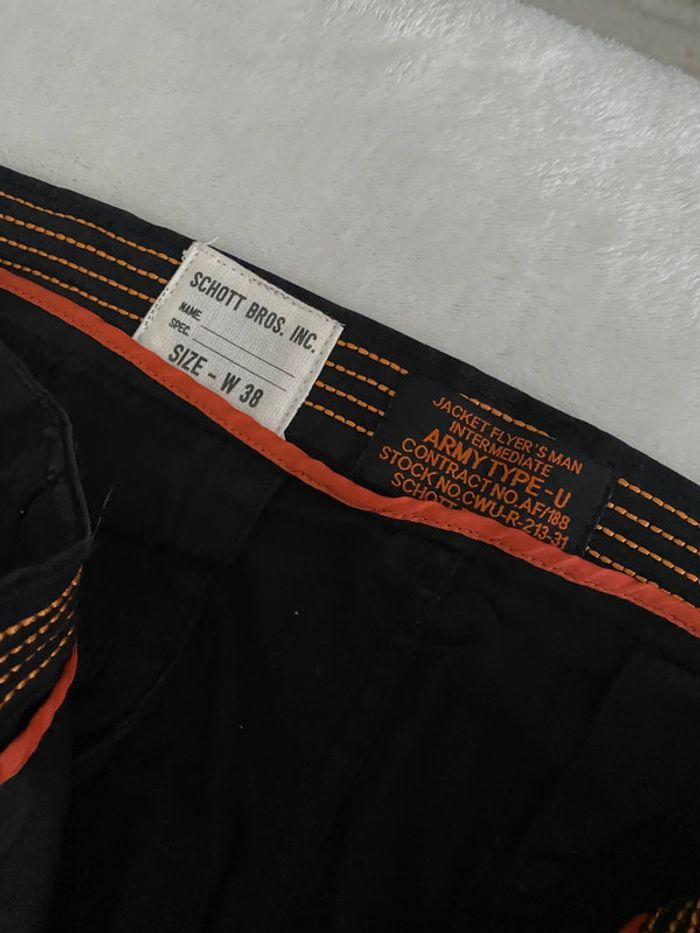 SCHOTT BROS. INC.
NAME.
SPEC.
SIZE - W 38
JACKET FLYER'S MAN
INTERMEDIATE
ARMY TYPE - U
CONTRACT NO. AF/188
STOCK NO. CWU-R-213-31
SCHOTT